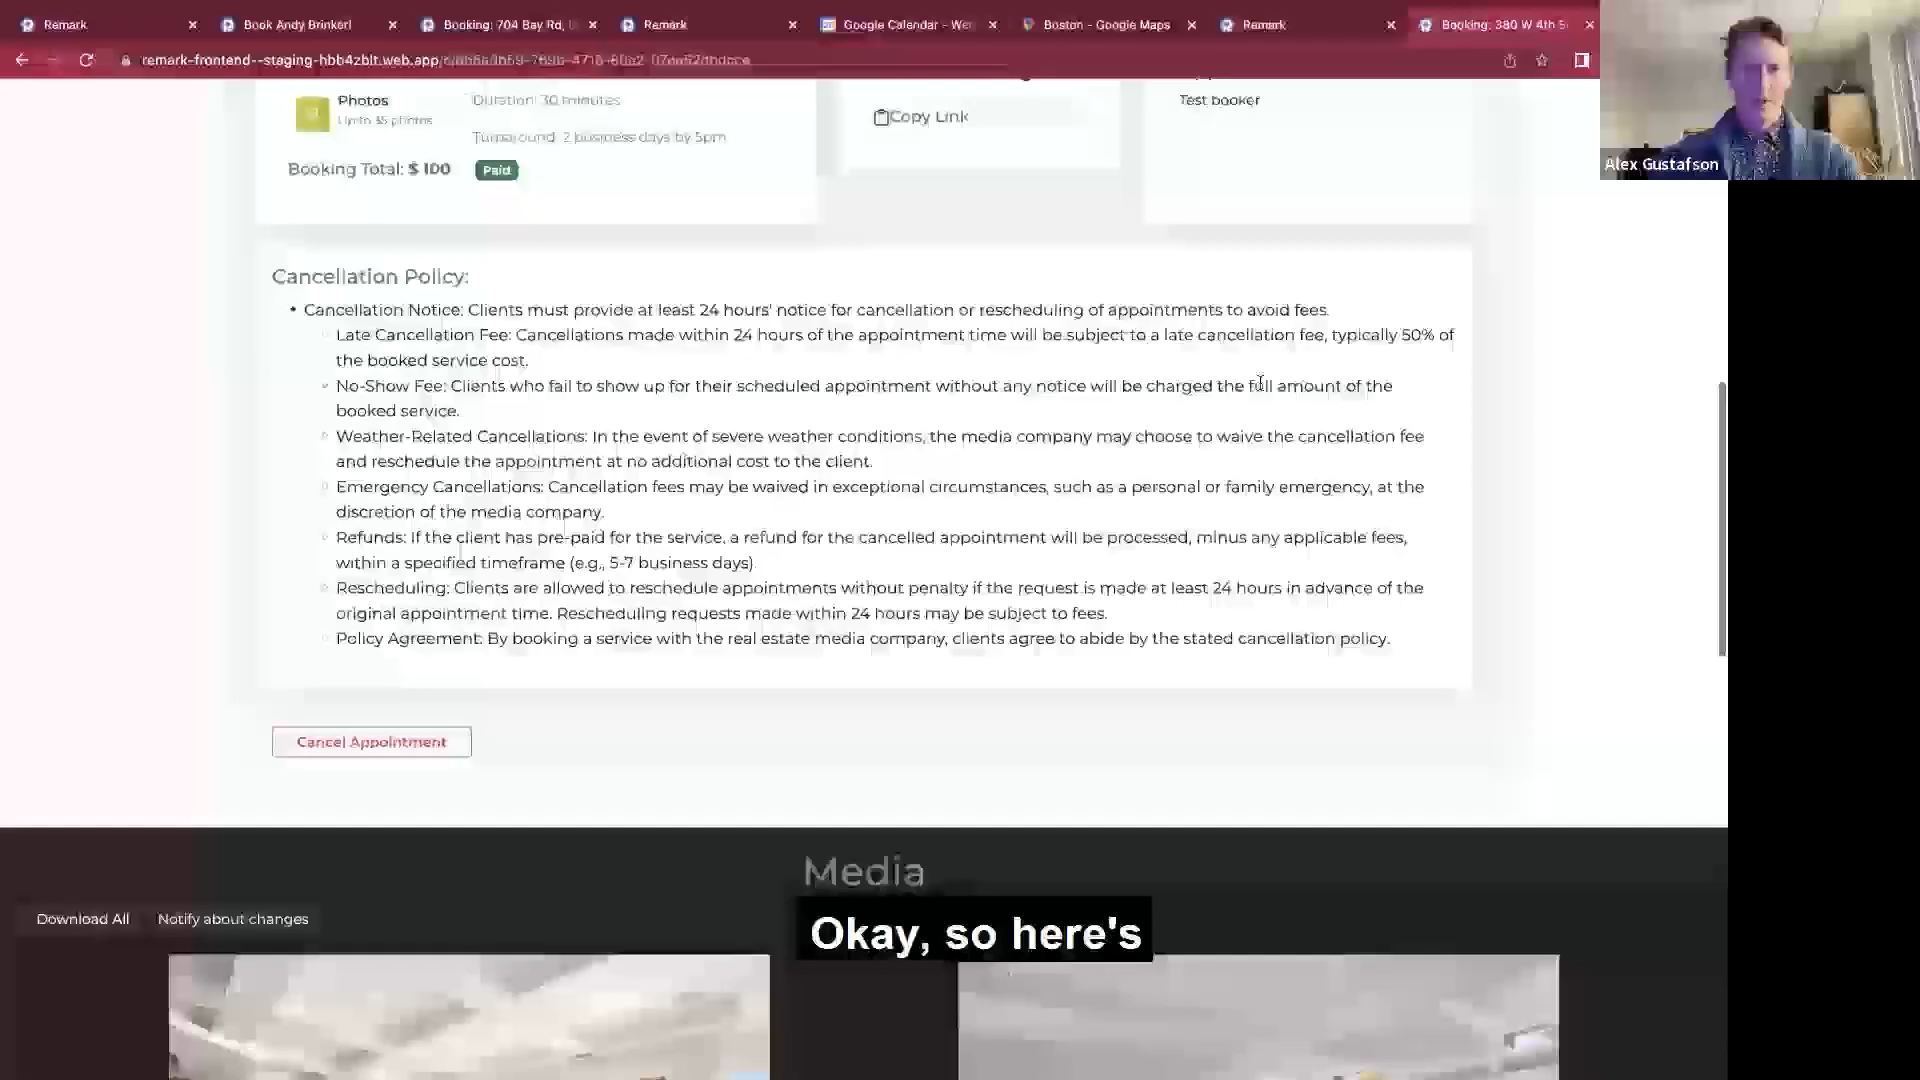 Remark
Book Andy Brinkerl
Booking: 704 Bay Rd,
Remark
Google Calendar - We
Boston - Google Maps
Remark
Booking: 380 W 4th S
remark-frontend--staging-hbb4zblt.web.app/
Photos
Up to 35 photos
Duration: 30 minutes
Turnaround: 2 business days by 5pm
Booking Total: $ 100
Paid
Copy Link
Test booker
Alex Gustafson
Cancellation Policy:
• Cancellation Notice: Clients must provide at least 24 hours' notice for cancellation or rescheduling of appointments to avoid fees.
Late Cancellation Fee: Cancellations made within 24 hours of the appointment time will be subject to a late cancellation fee, typically 50% of
the booked service cost.
No-Show Fee: Clients who fail to show up for their scheduled appointment without any notice will be charged the full amount of the
booked service.
Weather-Related Cancellations: In the event of severe weather conditions, the media company may choose to waive the cancellation fee
and reschedule the appointment at no additional cost to the client.
Emergency Cancellations: Cancellation fees may be waived in exceptional circumstances, such as a personal or family emergency, at the
discretion of the media company.
Refunds: If the client has pre-paid for the service, a refund for the cancelled appointment will be processed, minus any applicable fees,
within a specified timeframe (e.g., 5-7 business days)
Rescheduling: Clients are allowed to reschedule appointments without penalty if the request is made at least 24 hours in advance of the
original appointment time. Rescheduling requests made within 24 hours may be subject to fees.
Policy Agreement: By booking a service with the real estate media company, clients agree to abide by the stated cancellation policy.
Cancel Appointment
Media
Download All
Notify about changes
Okay, so here's